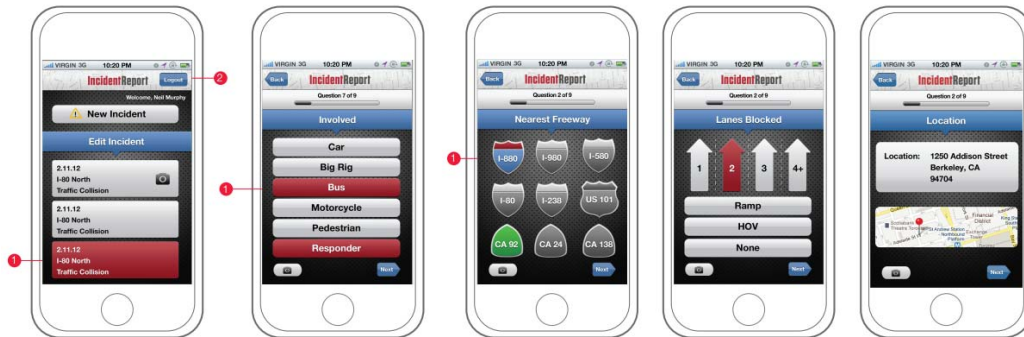 VIRGIN 3G 10:20 PM
IncidentReport
Logout
2
Welcome, Neil Murphy
New Incident
Edit Incident
2.11.12
I-80 North
Traffic Collision
2.11.12
I-80 North
Traffic Collision
1
2.11.12
I-80 North
Traffic Collision
VIRGIN 3G 10:20 PM
Back
IncidentReport
Question 7 of 9
Involved
Car
Big Rig
1
Bus
Motorcycle
Pedestrian
Responder
Next
VIRGIN 3G 10:20 PM
Back
IncidentReport
Question 2 of 9
Nearest Freeway
1
I-880
I-980
I-580
I-80
I-238
US 101
CA 92
CA 24
CA 138
Next
VIRGIN 3G 10:20 PM
Back
IncidentReport
Question 2 of 9
Lanes Blocked
1
2
3
4+
Ramp
HOV
None
Next
VIRGIN 3G 10:20 PM
Back
IncidentReport
Question 2 of 9
Location
Location: 1250 Addison Street
Berkeley, CA
94704
Financial
District
Next